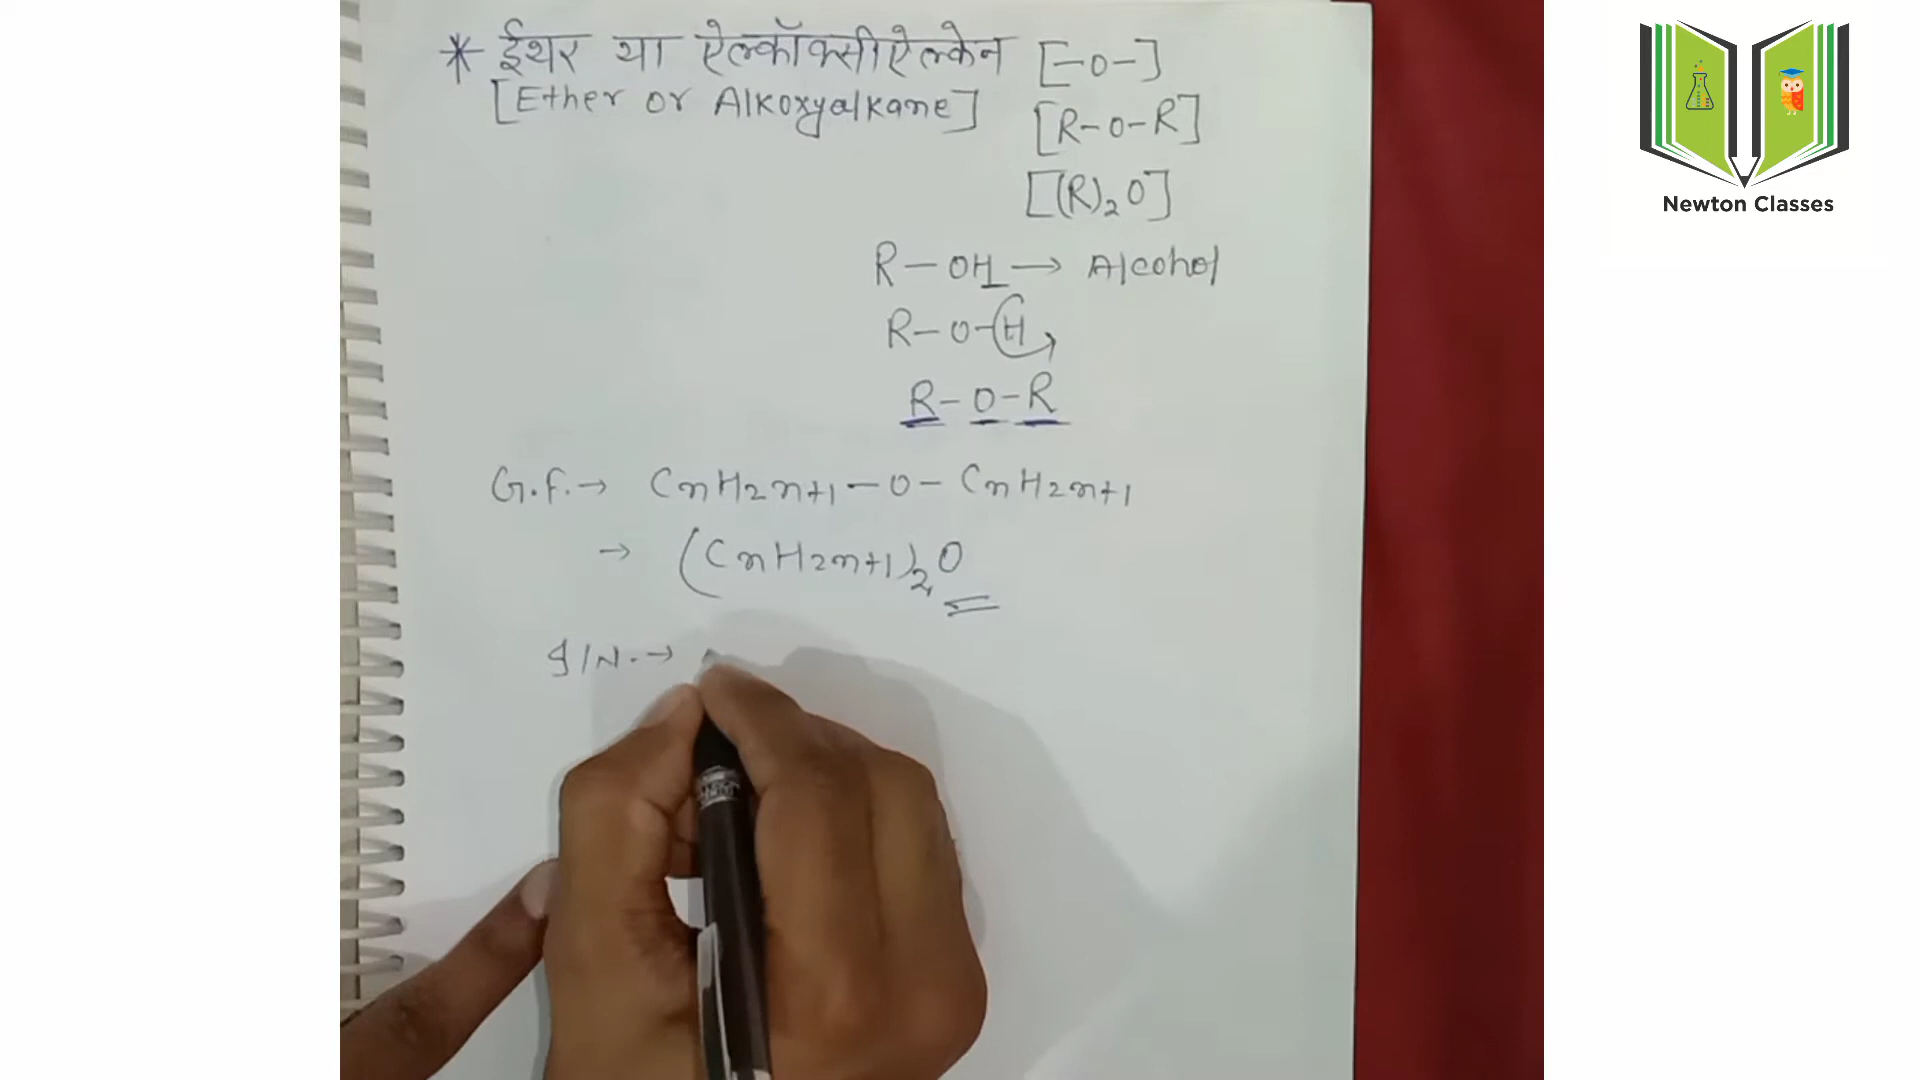 * ईथर या ऐल्कॉक्सीऐल्केन [-O-]
[Ether or Alkoxyalkane] [R-O-R]
[(R)₂O]
R-OH → Alcohol
R-O-H
R-O-R
G.F. → CnH2n+1-O-CnH2n+1
→ (CnH2n+1)₂O
I/N. →
Newton Classes